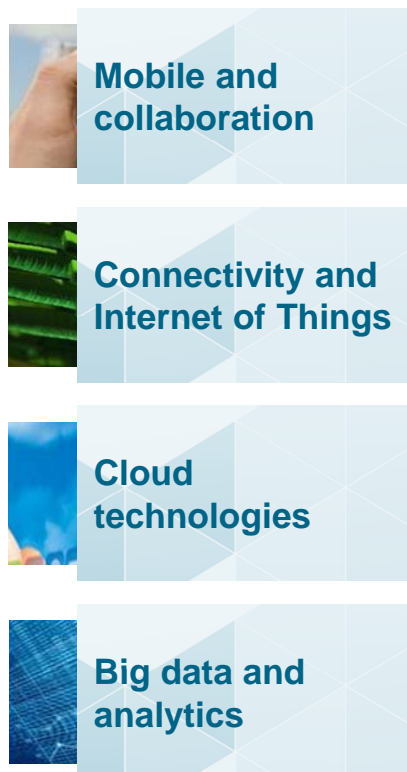 Mobile and
collaboration
Connectivity and
Internet of Things
Cloud
technologies
Big data and
analytics